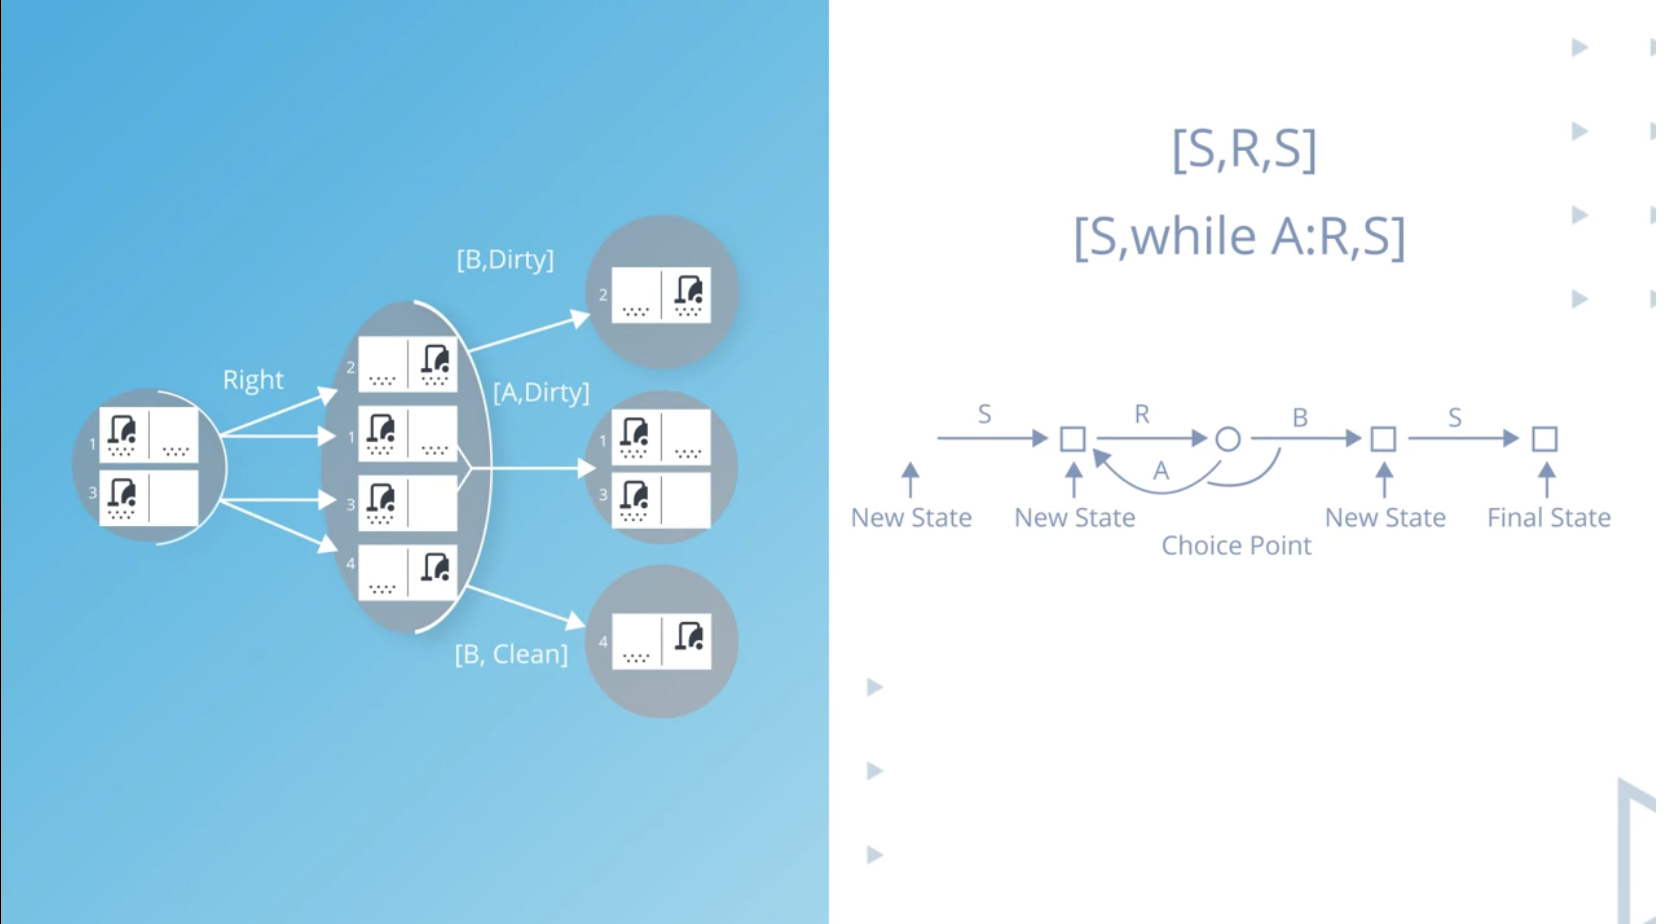 [B,Dirty]
2
Right
2
[A,Dirty]
1
1
1
3
3
3
4
[B, Clean]
4
[S,R,S]
[S,while A:R,S]
S
R
B
S
A
New State
New State
New State
Final State
Choice Point